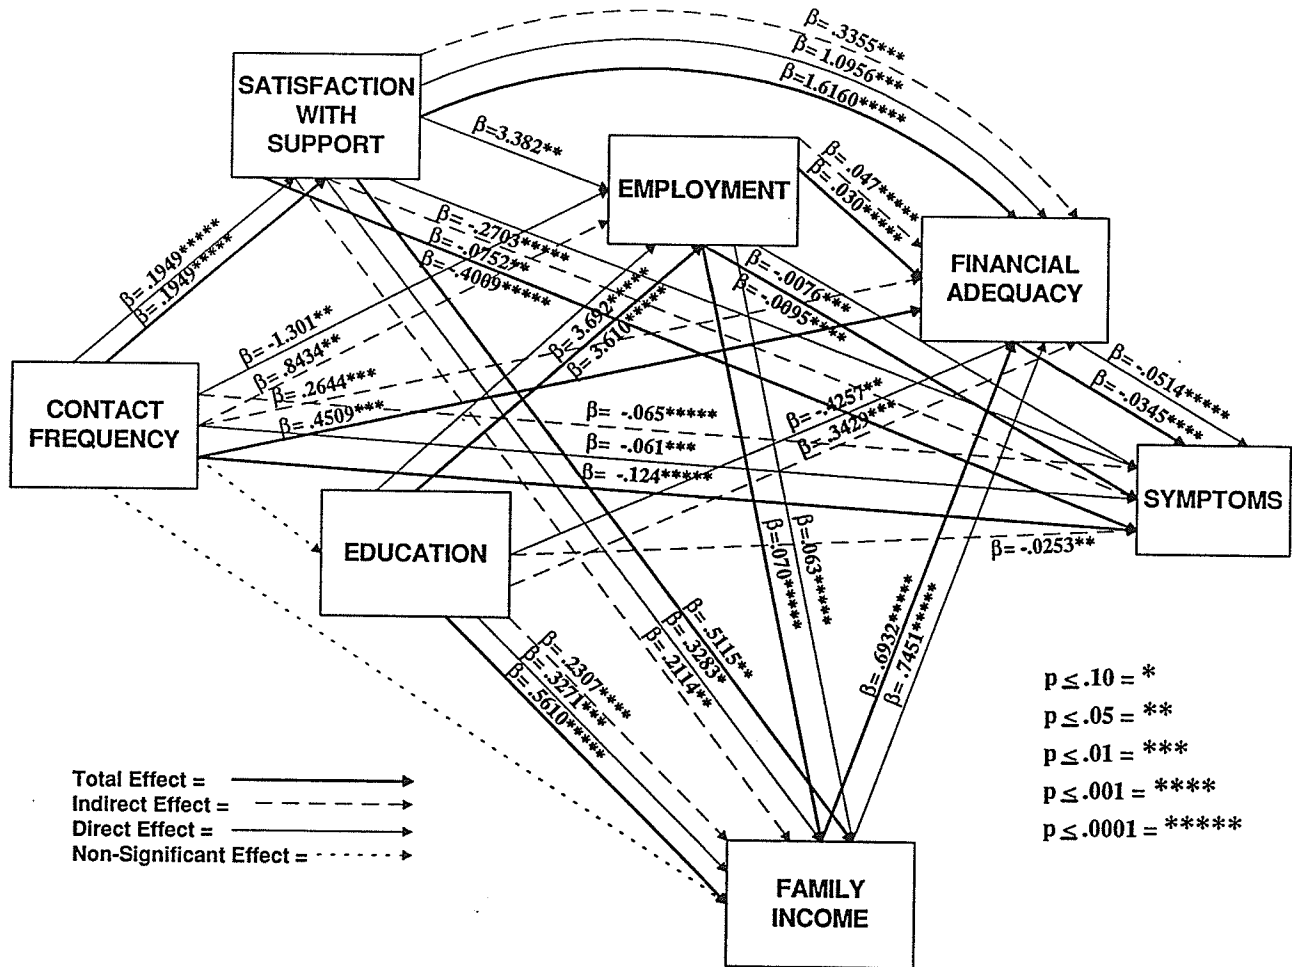 β= .3355***
β= 1.0956***
β=1.6160*****
SATISFACTION
WITH
SUPPORT
β=3.382**
EMPLOYMENT
β= .047*****
β= .030*****
FINANCIAL
ADEQUACY
β= .1949*****
β= .1949*****
β= -.2703*****
β= -.0752**
β= -.4009*****
β= -.0076***
β= -.0095****
β= -1.301**
β= .8434**
β= .2644***
β= .4509***
β= 3.692*****
β= 3.610*****
CONTACT
FREQUENCY
β= -.0514*****
β= -.0345****
β= -.4257**
β= .3429***
β= -.065*****
β= -.061***
β= -.124*****
SYMPTOMS
EDUCATION
β= -.0253**
β=.070*****
β=.063*****
β= .5115**
β= .3283*
β= .2114**
β= .2307****
β= .3271***
β= .5610*****
β= .6932*****
β= .7451*****
p ≤ .10 = *
p ≤ .05 = **
p ≤ .01 = ***
p ≤ .001 = ****
p ≤ .0001 = *****
Total Effect =
Indirect Effect =
Direct Effect =
Non-Significant Effect =
FAMILY
INCOME